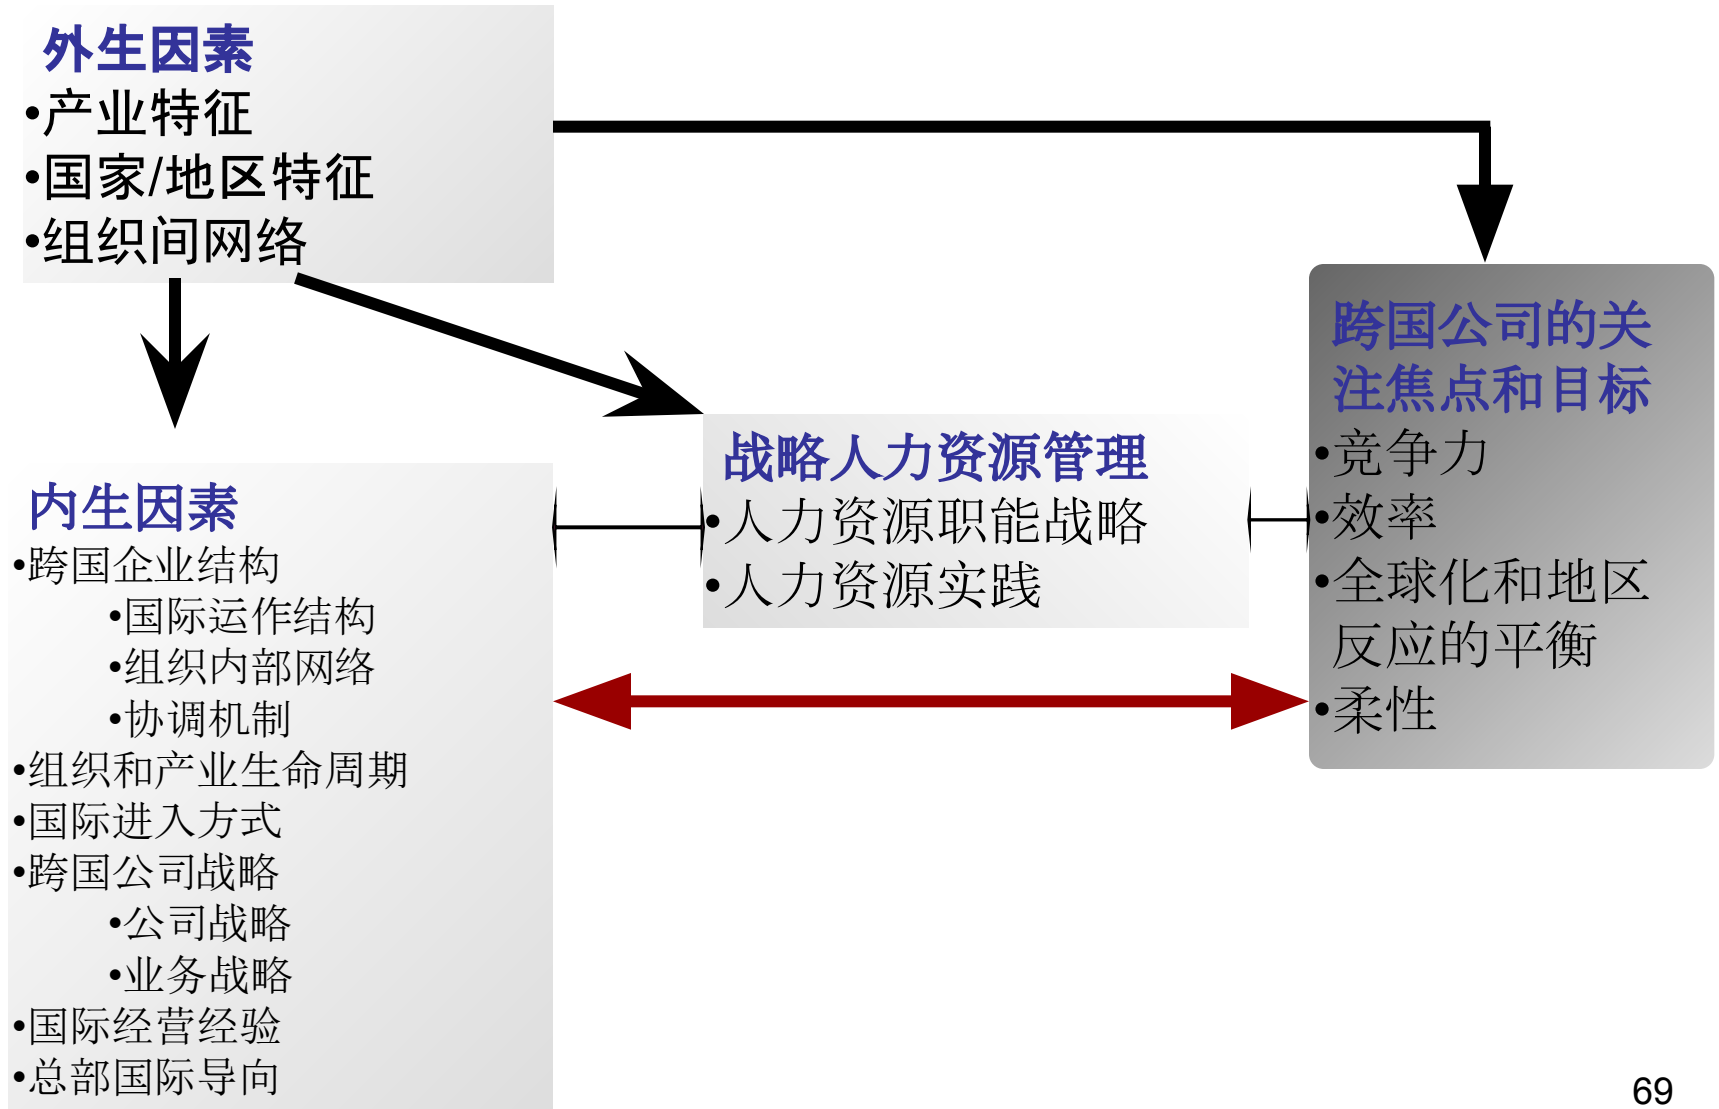 外生因素
•产业特征
•国家/地区特征
•组织间网络
内生因素
•跨国企业结构
•国际运作结构
•组织内部网络
•协调机制
•组织和产业生命周期
•国际进入方式
•跨国公司战略
•公司战略
•业务战略
•国际经营经验
•总部国际导向
战略人力资源管理
•人力资源职能战略
•人力资源实践
跨国公司的关
注焦点和目标
•竞争力
•效率
•全球化和地区
反应的平衡
•柔性
69